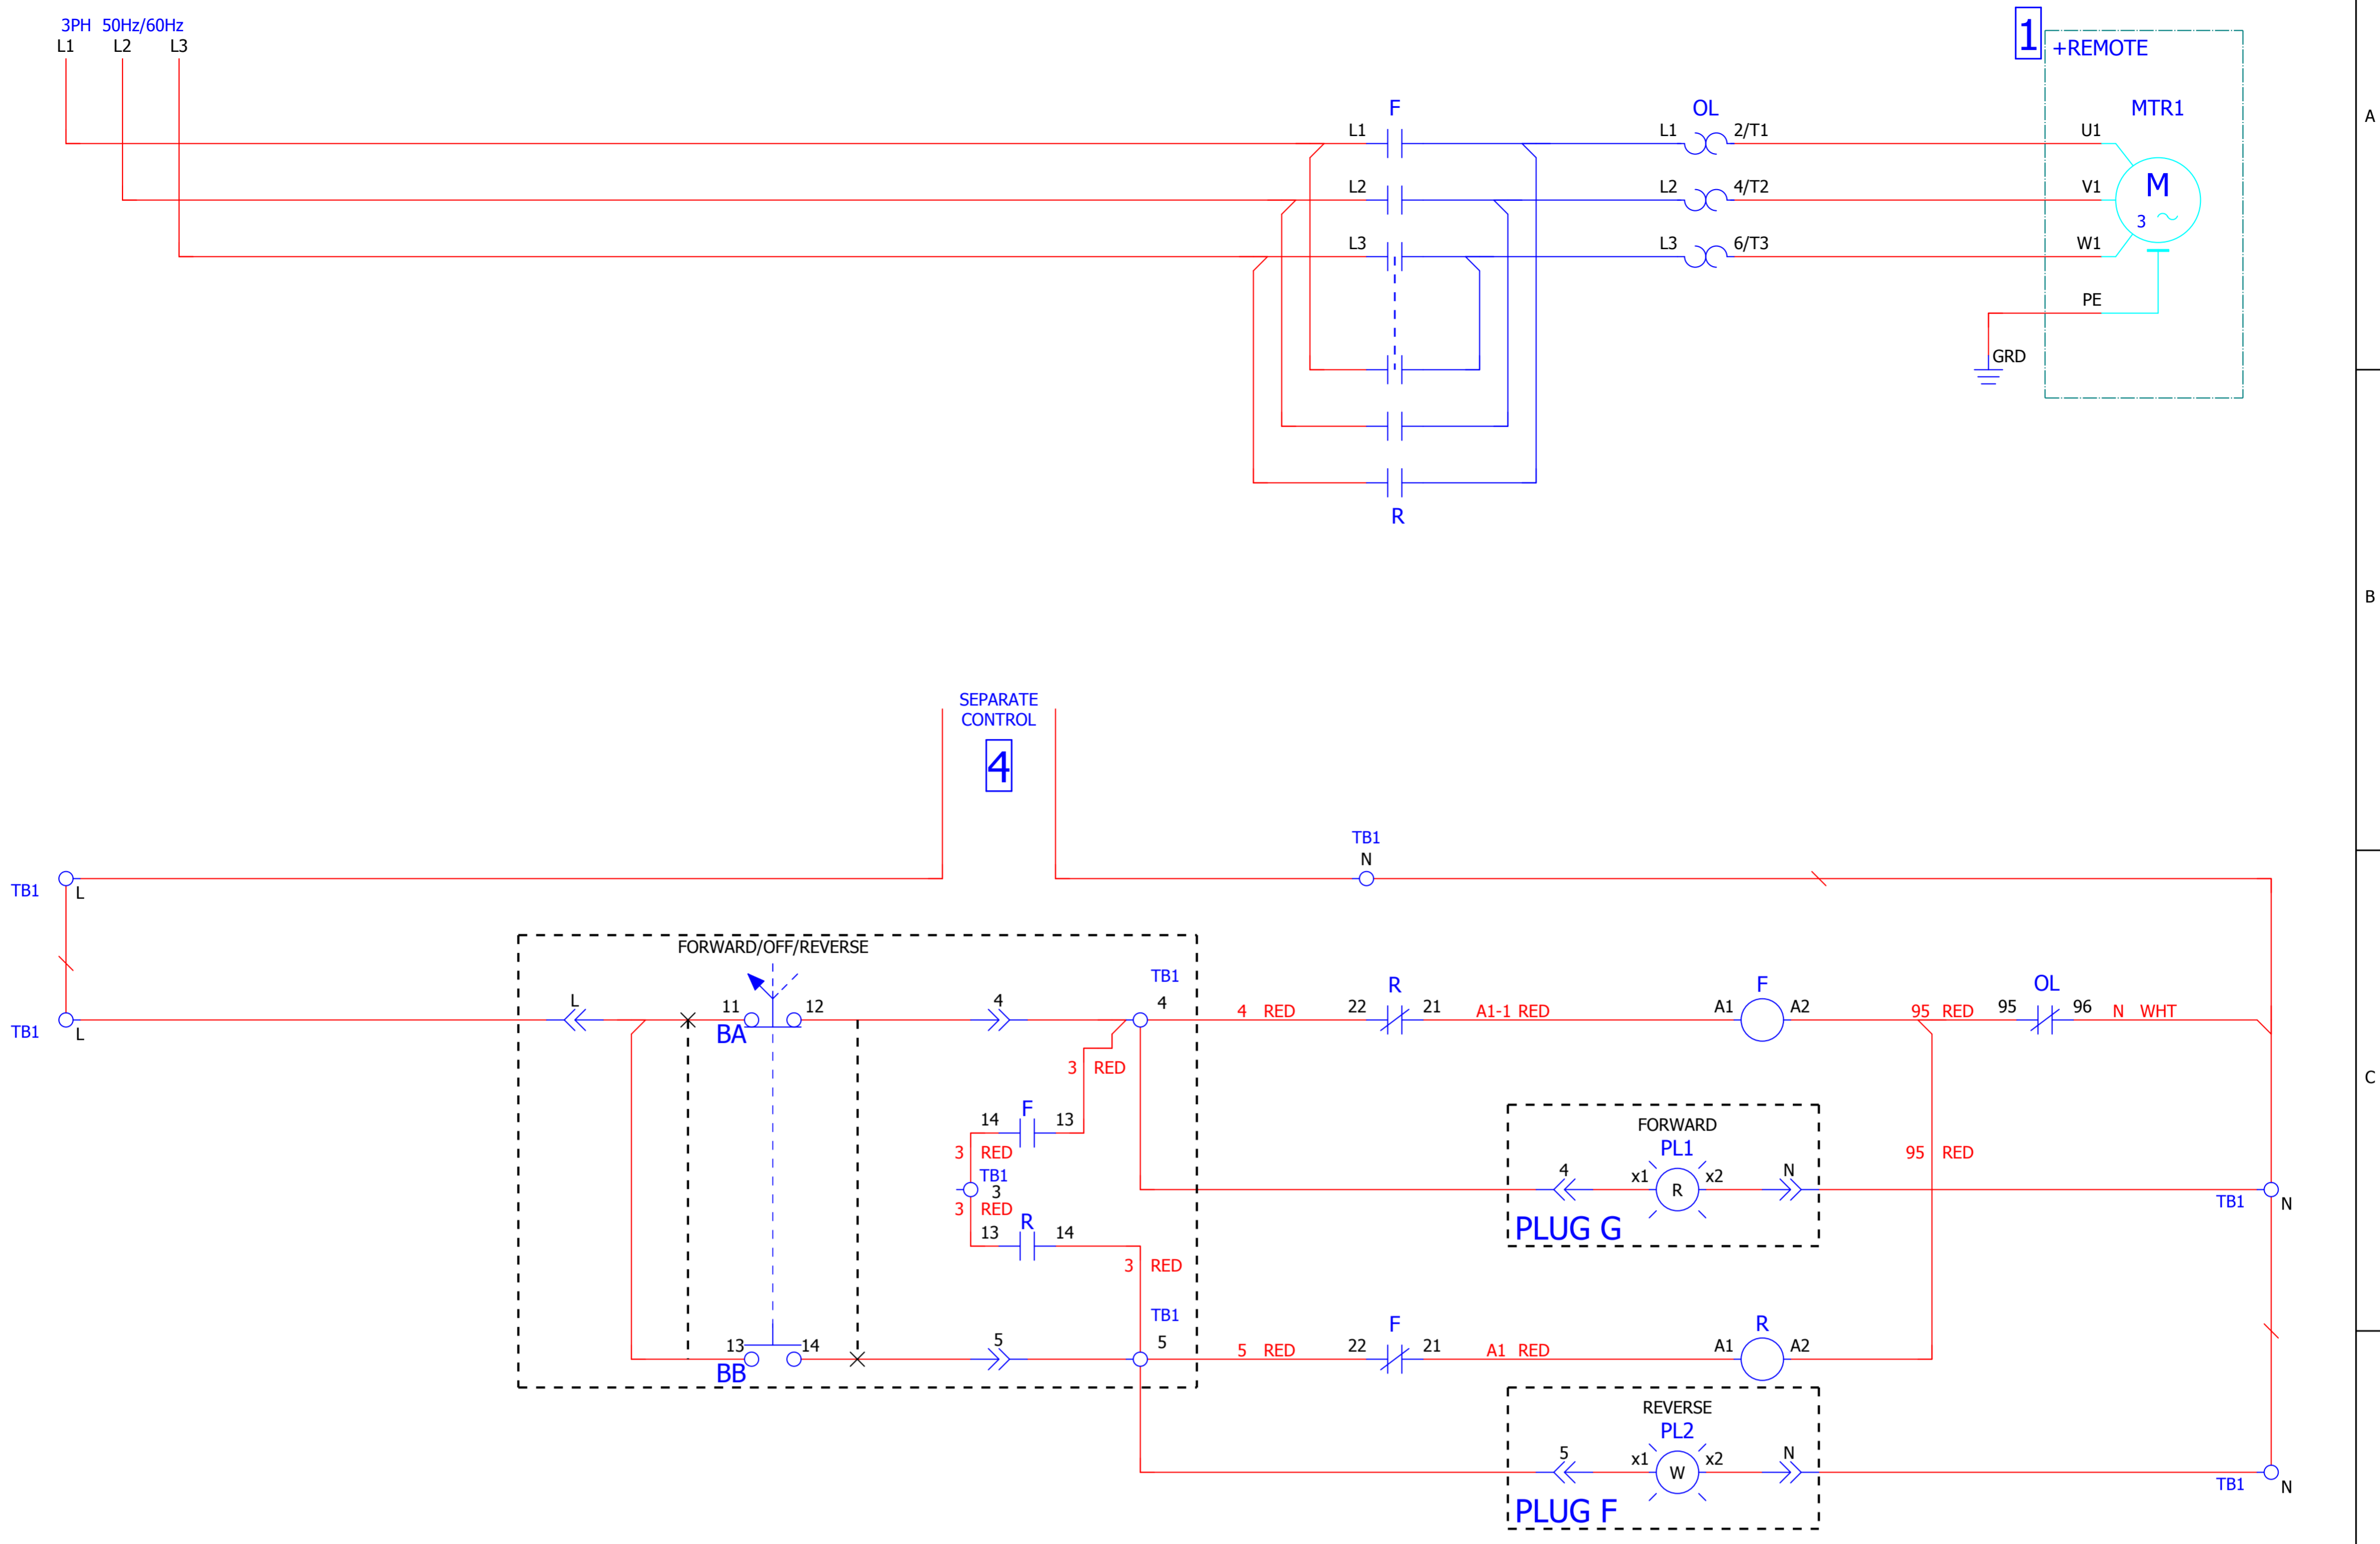 3PH 50Hz/60Hz
L1 L2 L3
1
+REMOTE
A
F
OL
MTR1
L1
L1 2/T1
U1
L2
L2 4/T2
V1
M
3
L3
L3 6/T3
W1
PE
GRD
R
B
SEPARATE
CONTROL
4
TB1
N
TB1 L
FORWARD/OFF/REVERSE
TB1
L
11 12
BA
4
4
4 RED
R
22 21
A1-1 RED
F
A1 A2
95 RED
OL
95 96
N WHT
TB1 L
3 RED
C
F
14 13
3 RED
TB1
3
3 RED
R
13 14
3 RED
FORWARD
PL1
4
x1 R x2
N
PLUG G
95 RED
TB1 N
TB1
13 14
BB
5
5
5 RED
F
22 21
A1 RED
R
A1 A2
REVERSE
PL2
5
x1 W x2
N
PLUG F
TB1 N